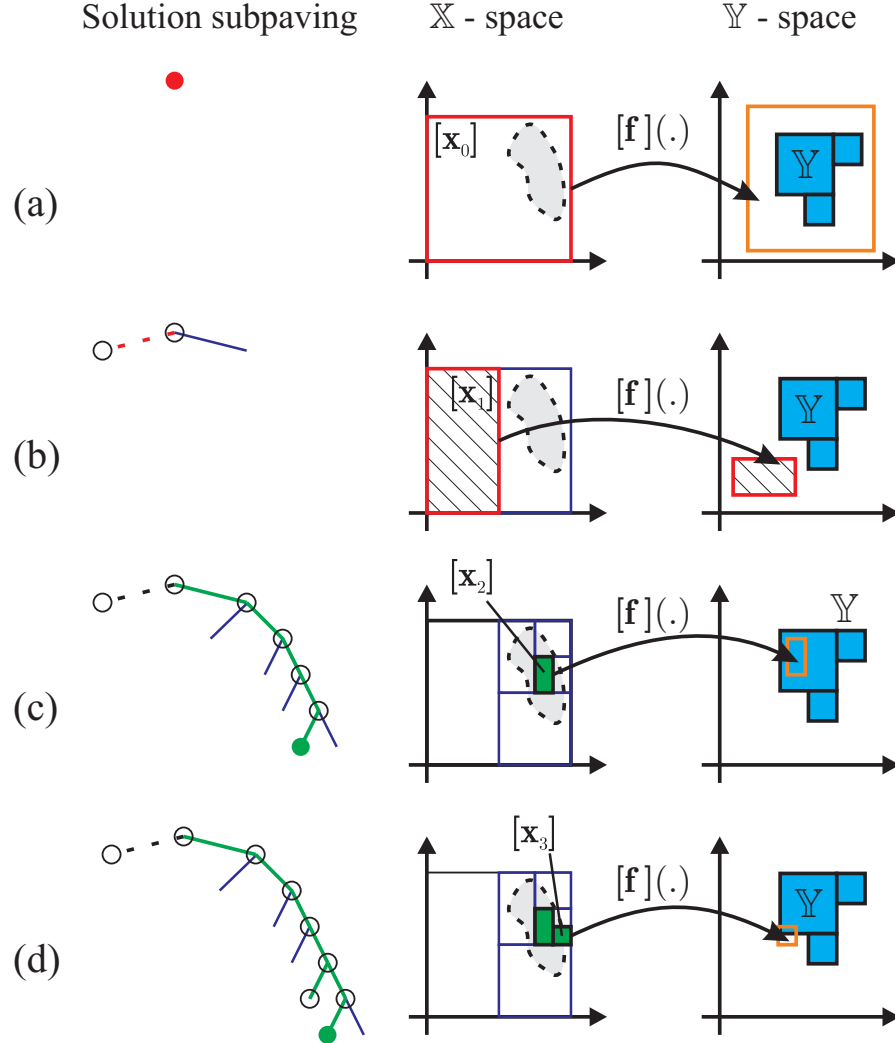 Solution subpaving 𝕏 - space 𝕐 - space
(a) [x₀] [f](.) 𝕐
(b) [x₁] [f](.) 𝕐
(c) [x₂] [f](.) 𝕐
(d) [x₃] [f](.) 𝕐